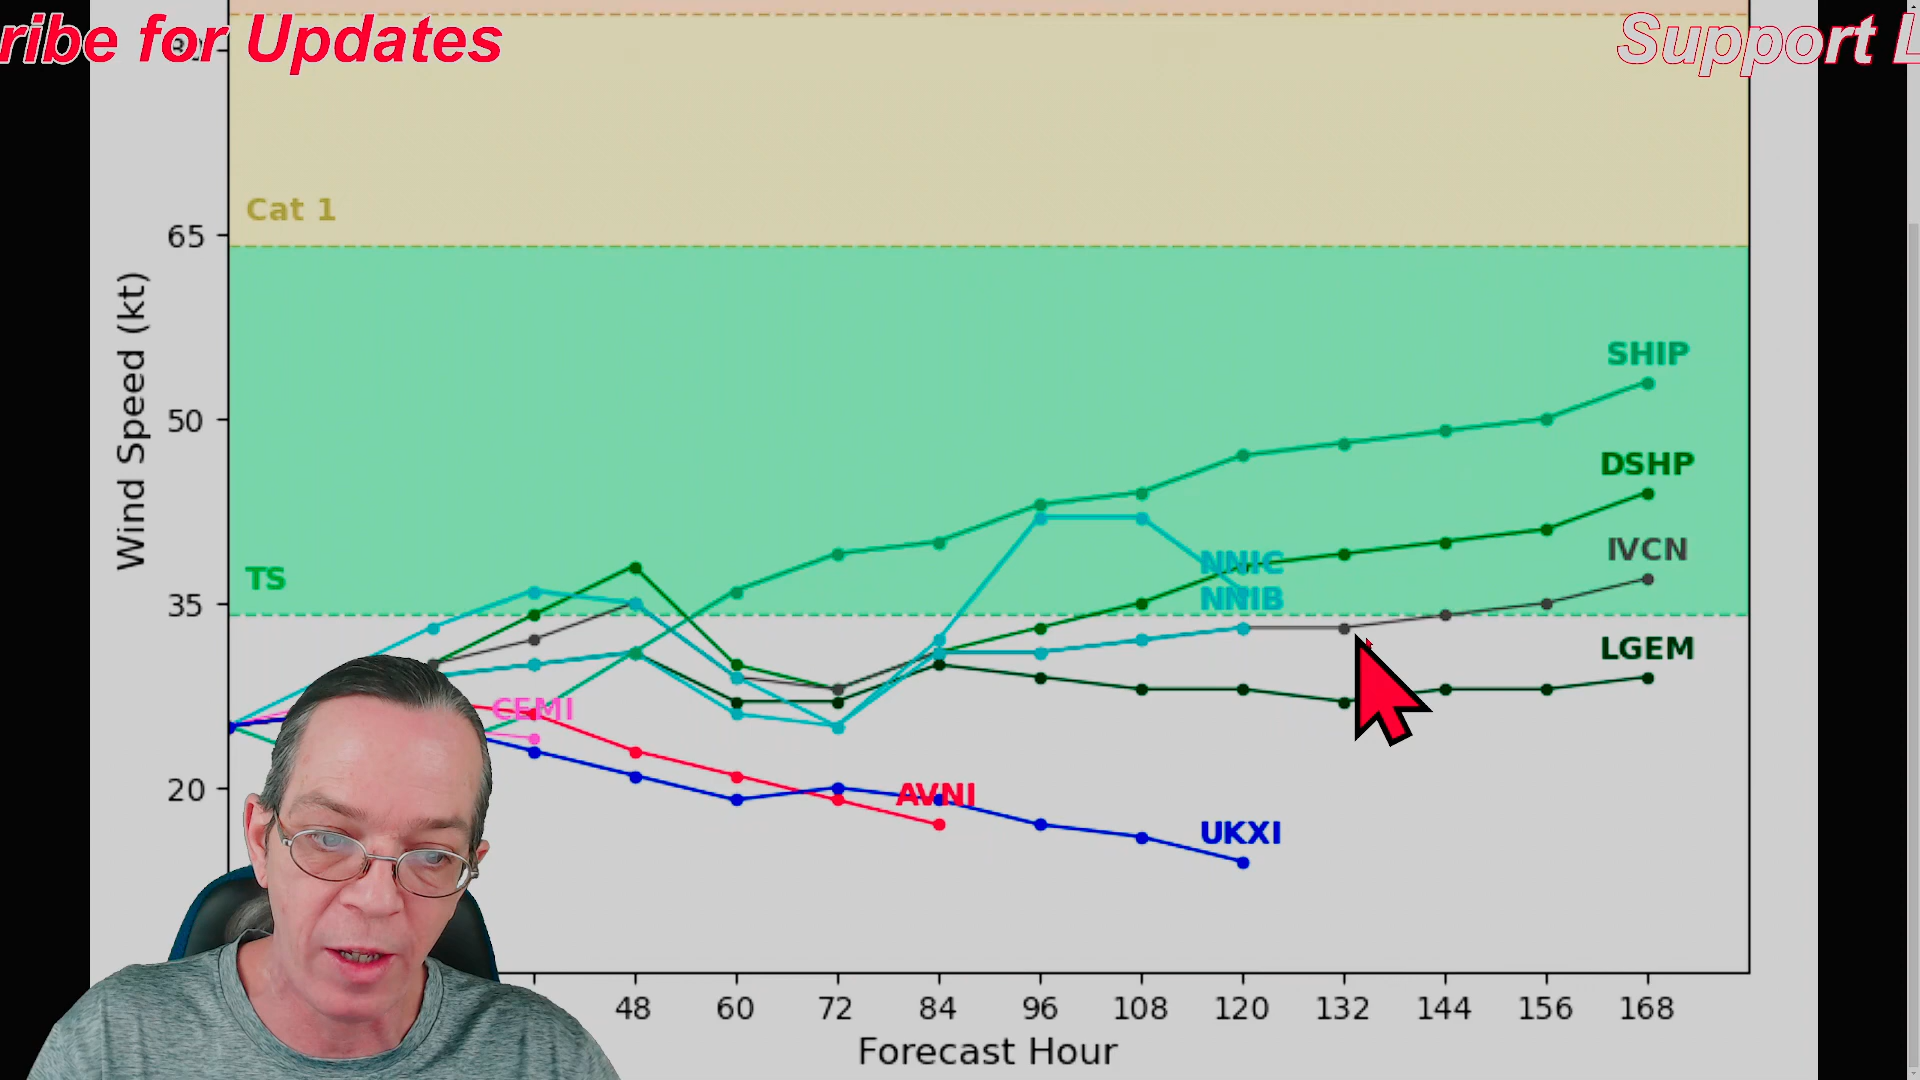 ribe for Updates
Support L
Cat 1
65
Wind Speed (kt)
SHIP
50
DSHP
NNIC
IVCN
TS
35
NNIB
LGEM
CEMI
20
AVNI
UKXI
48 60 72 84 96 108 120 132 144 156 168
Forecast Hour